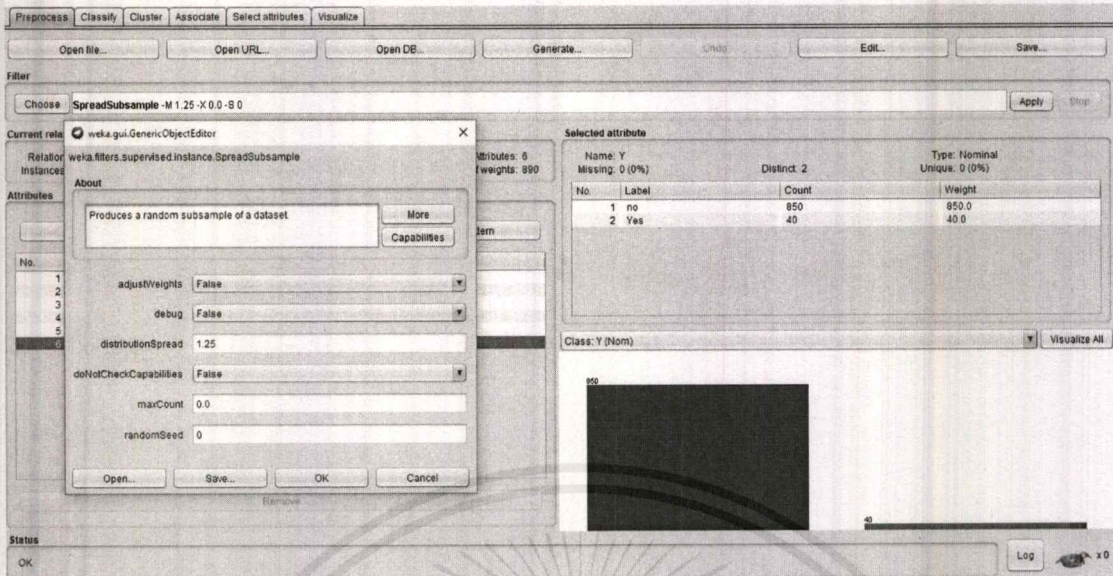 Preprocess Classify Cluster Associate Select attributes Visualize
Open file... Open URL... Open DB... Generate... Undo Edit... Save...
Filter
Choose SpreadSubsample -M 1.25 -X 0.0 -S 0 Apply Stop
Current rela
Relation
Instances
Attributes: 6
f weights: 890
Attributes
tern
No.
1
2
3
4
5
6
Remove
weka.gui.GenericObjectEditor
weka.filters.supervised.instance.SpreadSubsample
About
Produces a random subsample of a dataset.
More
Capabilities
adjustWeights False
debug False
distributionSpread 1.25
doNotCheckCapabilities False
maxCount 0.0
randomSeed 0
Open... Save... OK Cancel
Selected attribute
Name: Y Type: Nominal
Missing: 0 (0%) Distinct: 2 Unique: 0 (0%)
No. Label Count Weight
1 no 850 850.0
2 Yes 40 40.0
Class: Y (Nom) Visualize All
850
40
Status
OK
Log x 0